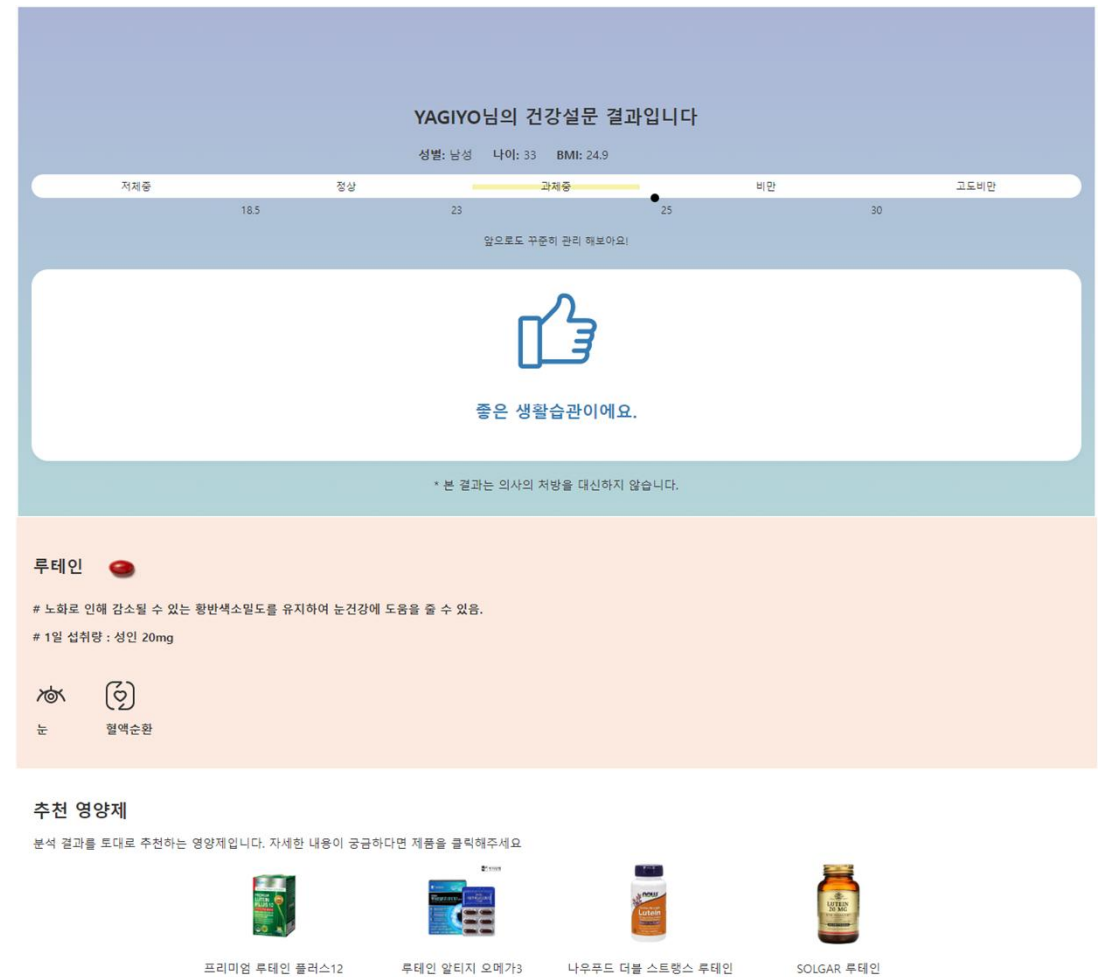 YAGIYO님의 건강설문 결과입니다
성별: 남성 나이: 33 BMI: 24.9
저체중 정상 과체중 비만 고도비만
18.5 23 25 30
앞으로도 꾸준히 관리 해보아요!
좋은 생활습관이에요.
* 본 결과는 의사의 처방을 대신하지 않습니다.
루테인
# 노화로 인해 감소될 수 있는 황반색소밀도를 유지하여 눈건강에 도움을 줄 수 있음.
# 1일 섭취량 : 성인 20mg
눈 혈액순환
추천 영양제
분석 결과를 토대로 추천하는 영양제입니다. 자세한 내용이 궁금하다면 제품을 클릭해주세요
now
Lutein
LUTEIN
20 MG
프리미엄 루테인 플러스12 루테인 알티지 오메가3 나우푸드 더블 스트랭스 루테인 SOLGAR 루테인